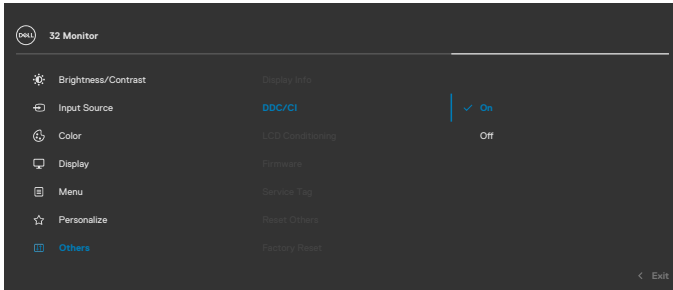 DELL
32 Monitor
Brightness/Contrast
Display Info
Input Source
DDC/CI
On
Color
LCD Conditioning
Off
Display
Firmware
Menu
Service Tag
Personalize
Reset Others
Others
Factory Reset
Exit